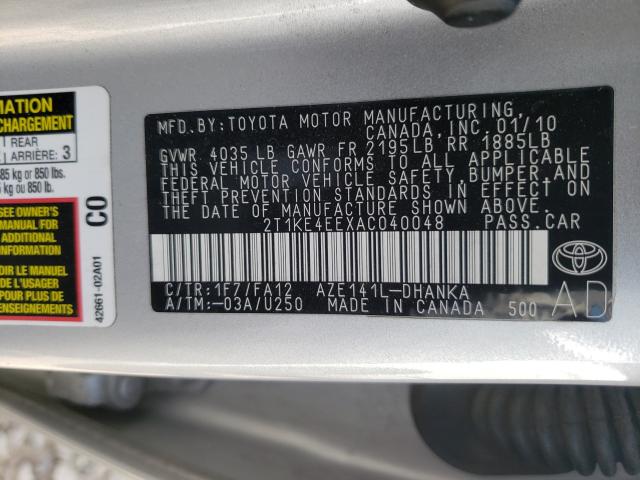 MFD.BY:TOYOTA MOTOR MANUFACTURING,
CANADA, INC. 01/10
GVWR 4035 LB GAWR FR 2195LB RR 1885LB
THIS VEHICLE CONFORMS TO ALL APPLICABLE
FEDERAL MOTOR VEHICLE SAFETY, BUMPER, AND
THEFT PREVENTION STANDARDS IN EFFECT ON
THE DATE OF MANUFACTURE SHOWN ABOVE.
2T1KE4EEXAC040048 PASS.CAR
C/TR:1F7/FA12 AZE141L-DHANKA
A/TM:-03A/U250 MADE IN CANADA 500
AD
MATION
CHARGEMENT
REAR
ARRIÈRE: 3
85 kg or 850 lbs.
5 kg ou 850 lb.
SEE OWNER'S
MANUAL FOR
ADDITIONAL
INFORMATION
Voir le manuel
de L'usager
pour plus de
renseignements.
CO
42661-02A01